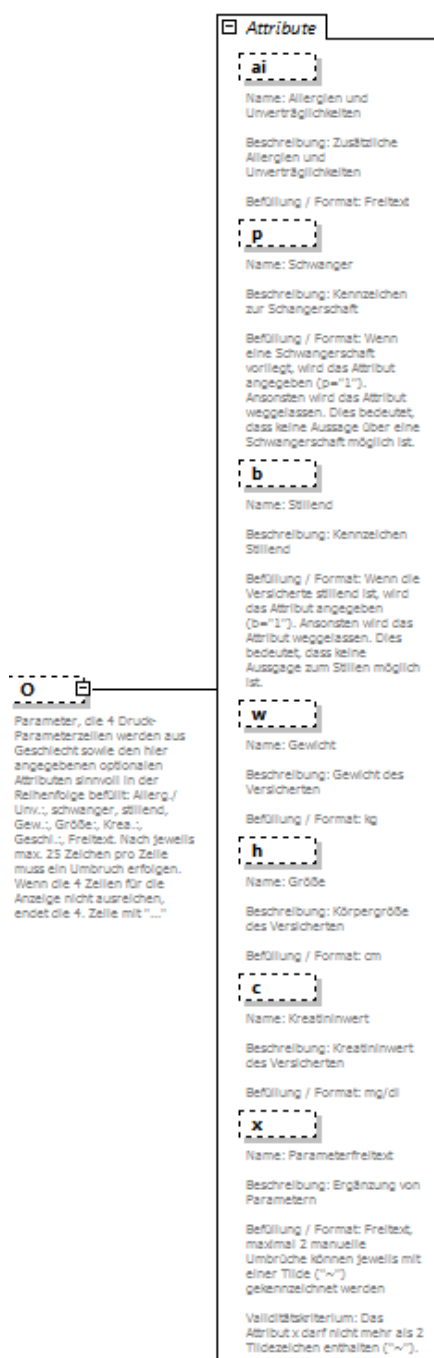 Attribute
ai
Name: Allergien und
Unverträglichkeiten
Beschreibung: Zusätzliche
Allergien und
Unverträglichkeiten
Befüllung / Format: Freitext
p
Name: Schwanger
Beschreibung: Kennzeichen
zur Schangerschaft
Befüllung / Format: Wenn
eine Schwangerschaft
vorliegt, wird das Attribut
angegeben (p="1").
Ansonsten wird das Attribut
weggelassen. Dies bedeutet,
dass keine Aussage über eine
Schwangerschaft möglich ist.
b
Name: Stillend
Beschreibung: Kennzeichen
Stillend
Befüllung / Format: Wenn die
Versicherte stillend ist, wird
das Attribut angegeben
(b="1"). Ansonsten wird das
Attribut weggelassen. Dies
bedeutet, dass keine
Aussgage zum Stillen möglich
ist.
O
Parameter, die 4 Druck-
Parameterzeilen werden aus
Geschlecht sowie den hier
angegebenen optionalen
Attributen sinnvoll in der
Reihenfolge befüllt: Allerg./
Unv.:, schwanger, stillend,
Gew.:, Größe:, Krea.:,
Geschl.:, Freitext. Nach jeweils
max. 25 Zeichen pro Zeile
muss ein Umbruch erfolgen.
Wenn die 4 Zeilen für die
Anzeige nicht ausreichen,
endet die 4. Zeile mit "..."
w
Name: Gewicht
Beschreibung: Gewicht des
Versicherten
Befüllung / Format: kg
h
Name: Größe
Beschreibung: Körpergröße
des Versicherten
Befüllung / Format: cm
c
Name: Kreatininwert
Beschreibung: Kreatininwert
des Versicherten
Befüllung / Format: mg/dl
x
Name: Parameterfreitext
Beschreibung: Ergänzung von
Parametern
Befüllung / Format: Freitext,
maximal 2 manuelle
Umbrüche können jeweils mit
einer Tilde ("~")
gekennzeichnet werden
Validitätskriterium: Das
Attribut x darf nicht mehr als 2
Tildezeichen enthalten ("~").